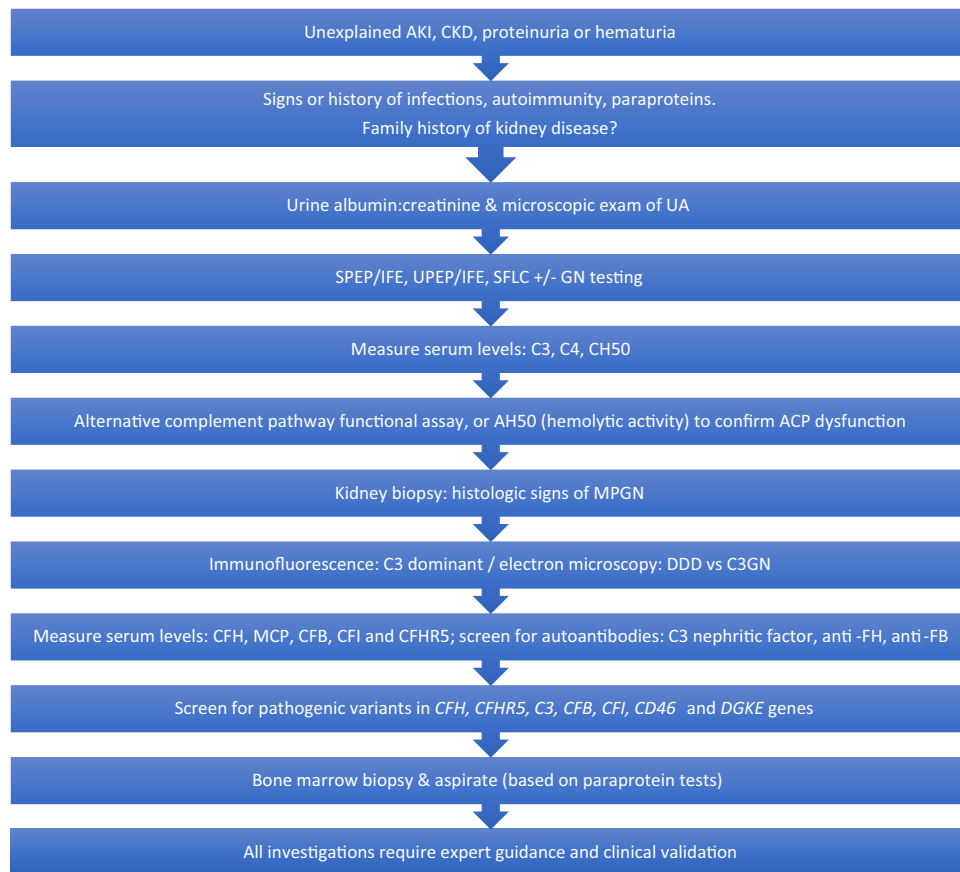 Unexplained AKI, CKD, proteinuria or hematuria
Signs or history of infections, autoimmunity, paraproteins.
Family history of kidney disease?
Urine albumin:creatinine & microscopic exam of UA
SPEP/IFE, UPEP/IFE, SFLC +/- GN testing
Measure serum levels: C3, C4, CH50
Alternative complement pathway functional assay, or AH50 (hemolytic activity) to confirm ACP dysfunction
Kidney biopsy: histologic signs of MPGN
Immunofluorescence: C3 dominant / electron microscopy: DDD vs C3GN
Measure serum levels: CFH, MCP, CFB, CFI and CFHR5; screen for autoantibodies: C3 nephritic factor, anti -FH, anti -FB
Screen for pathogenic variants in CFH, CFHR5, C3, CFB, CFI, CD46 and DGKE genes
Bone marrow biopsy & aspirate (based on paraprotein tests)
All investigations require expert guidance and clinical validation